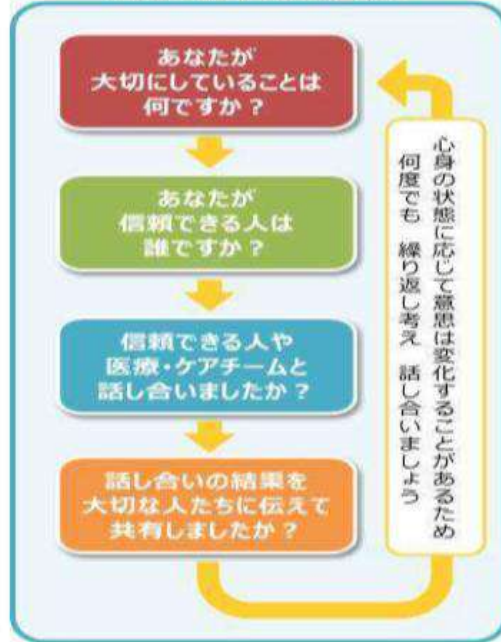 あなたが
大切にしていることは
何ですか？
あなたが
信頼できる人は
誰ですか？
信頼できる人や
医療・ケアチームと
話し合いましたか？
話し合いの結果を
大切な人たちに伝えて
共有しましたか？
心身の状態に応じて意思は変化することがあるため
何度でも 繰り返し考え 話し合いましょう